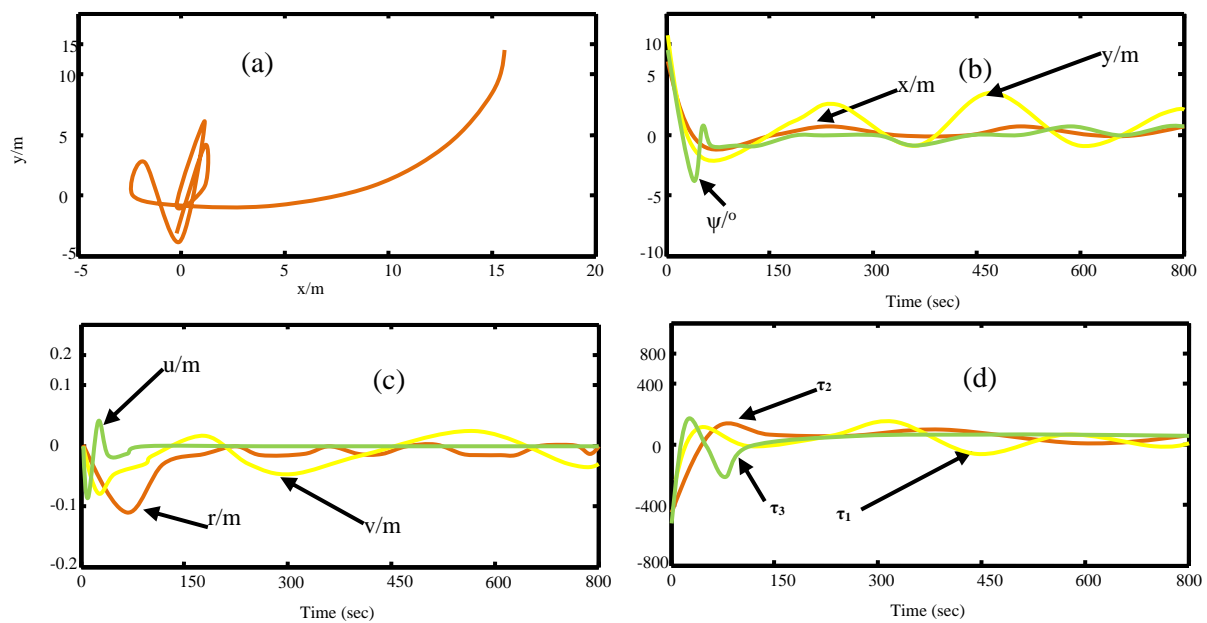 (a)
y/m
15
10
5
0
-5
-5 0 5 10 15 20
x/m
(b)
x/m
y/m
ψ/°
10
5
0
-5
-10
0 150 300 450 600 800
Time (sec)
(c)
u/m
r/m
v/m
0.2
0.1
0
-0.1
-0.2
0 150 300 450 600 800
Time (sec)
(d)
τ₂
τ₃
τ₁
800
400
0
-400
-800
0 150 300 450 600 800
Time (sec)